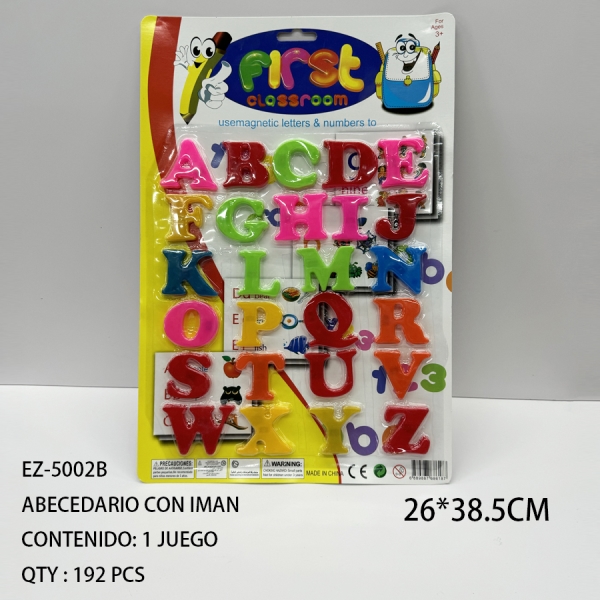 First
classroom
For
Ages
3+
usemagnetic letters & numbers to
A B C D E
F G H I J
K L M N
O P Q R
S T U V
W X Y Z
PRECAUCIONES:
WARNING:
MADE IN CHINA
CE
EZ-5002B
ABECEDARIO CON IMAN
CONTENIDO: 1 JUEGO
QTY : 192 PCS
26*38.5CM